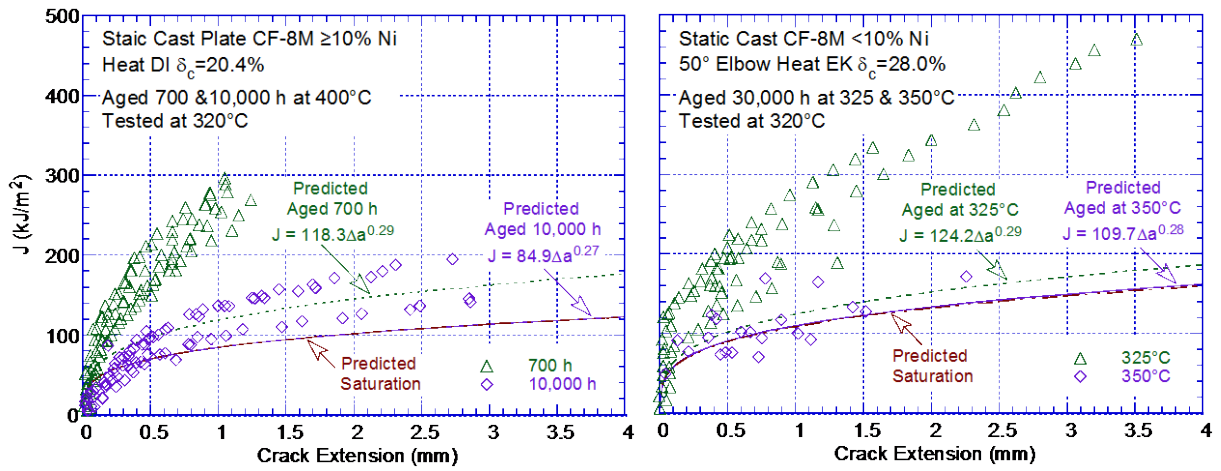 Staic Cast Plate CF-8M ≥10% Ni
Heat DI δc=20.4%
Aged 700 &10,000 h at 400°C
Tested at 320°C
Predicted
Aged 700 h
J = 118.3Δa^0.29
Predicted
Aged 10,000 h
J = 84.9Δa^0.27
Predicted
Saturation
700 h
10,000 h
J (kJ/m²)
500
400
300
200
100
0
0 0.5 1 1.5 2 2.5 3 3.5 4
Crack Extension (mm)
Static Cast CF-8M <10% Ni
50° Elbow Heat EK δc=28.0%
Aged 30,000 h at 325 & 350°C
Tested at 320°C
Predicted
Aged at 325°C
J = 124.2Δa^0.29
Predicted
Aged at 350°C
J = 109.7Δa^0.28
Predicted
Saturation
325°C
350°C
0 0.5 1 1.5 2 2.5 3 3.5 4
Crack Extension (mm)